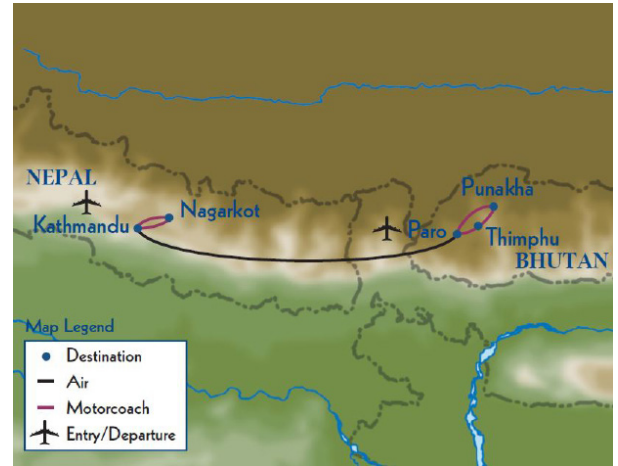 NEPAL
Kathmandu
Nagarkot
Punakha
Paro
Thimphu
BHUTAN
Map Legend
Destination
Air
Motorcoach
Entry/Departure